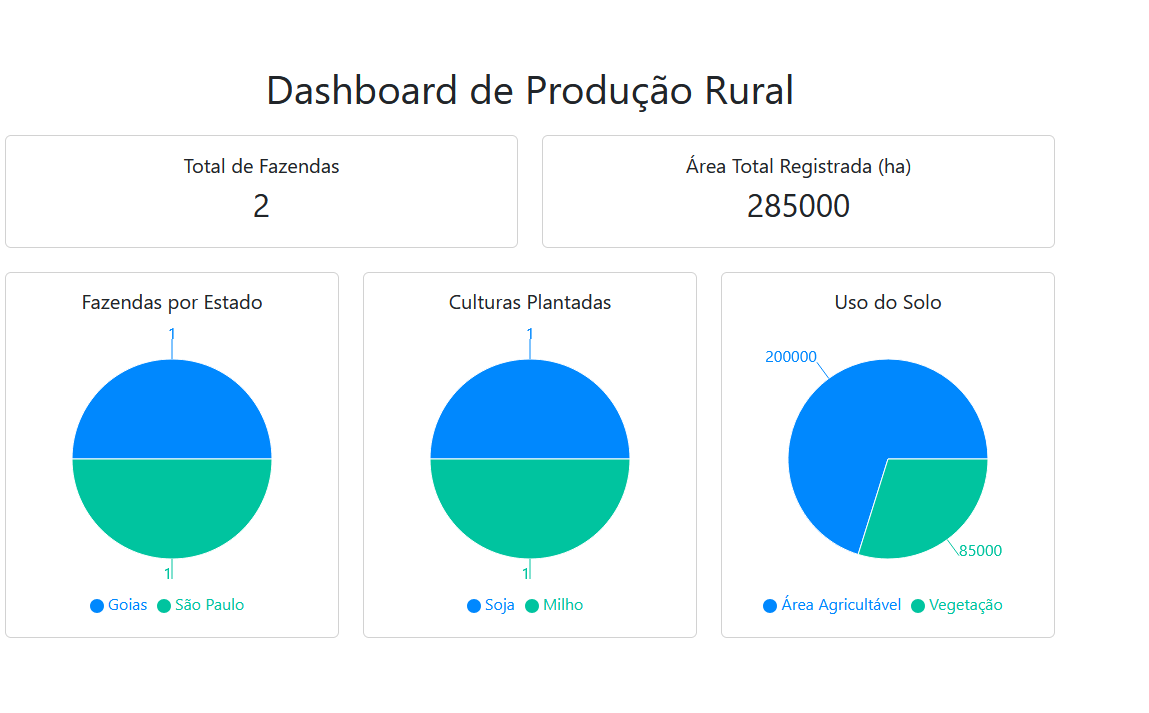 Dashboard de Produção Rural
Total de Fazendas
2
Área Total Registrada (ha)
285000
Fazendas por Estado
1
1
Goias São Paulo
Culturas Plantadas
1
1
Soja Milho
Uso do Solo
200000
85000
Área Agricultável Vegetação